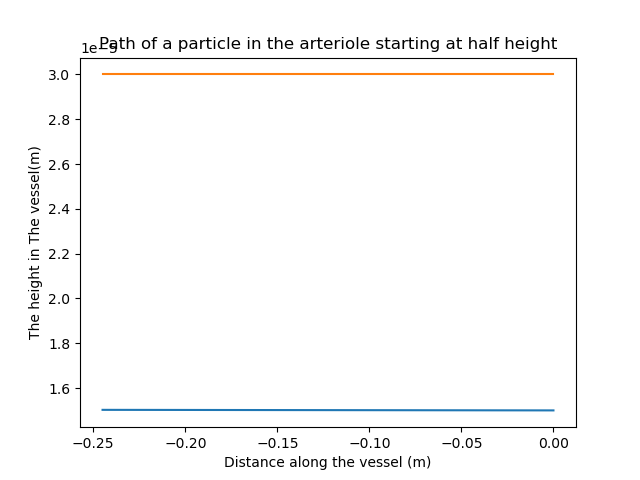 Path of a particle in the arteriole starting at half height
3.0
2.8
2.6
2.4
2.2
2.0
1.8
1.6
The height in The vessel(m)
−0.25 −0.20 −0.15 −0.10 −0.05 0.00
Distance along the vessel (m)